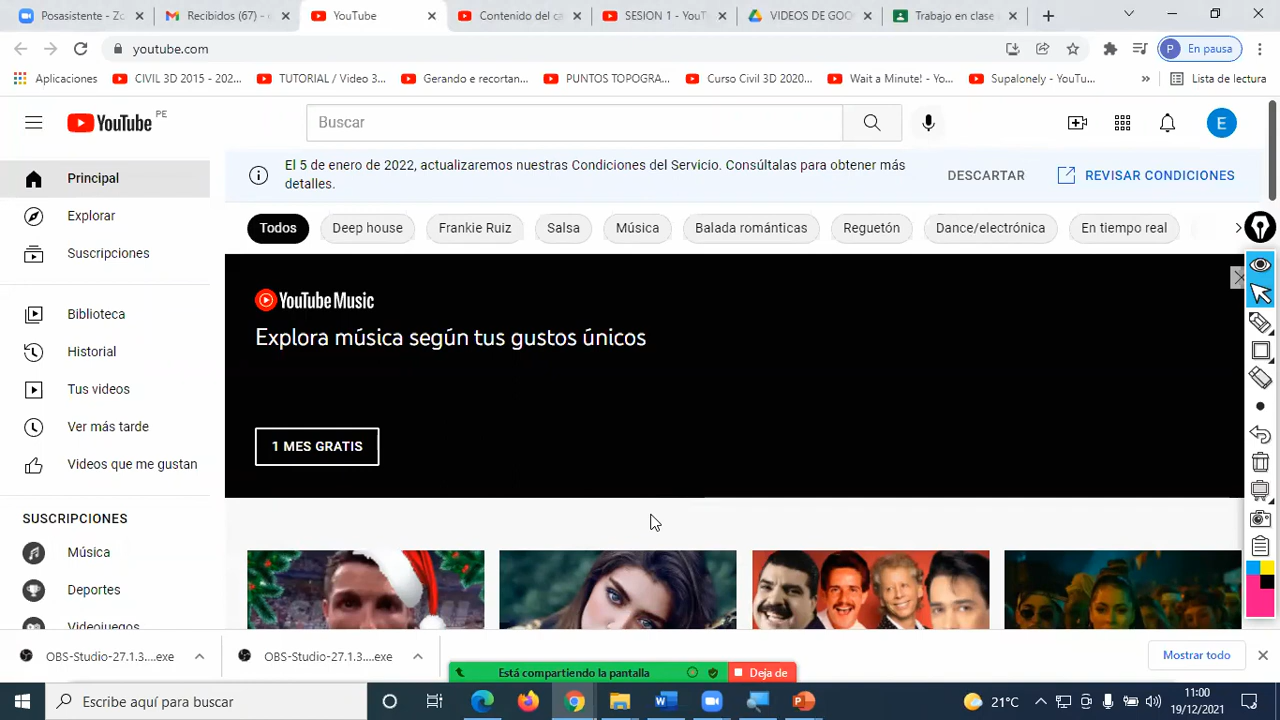 Posasistente - Zo
Recibidos (67) -
YouTube
Contenido del ca
SESION 1 - YouT
VIDEOS DE GOO
Trabajo en clase
youtube.com
P En pausa
Aplicaciones
CIVIL 3D 2015 - 202...
TUTORIAL / Video 3...
Gerando e recortan...
PUNTOS TOPOGRA...
Curso Civil 3D 2020...
Wait a Minute! - Yo...
Supalonely - YouTu...
»
Lista de lectura
YouTube PE
Buscar
E
El 5 de enero de 2022, actualizaremos nuestras Condiciones del Servicio. Consúltalas para obtener más
detalles.
DESCARTAR
REVISAR CONDICIONES
Principal
Explorar
Suscripciones
Biblioteca
Historial
Tus videos
Ver más tarde
Videos que me gustan
SUSCRIPCIONES
Música
Deportes
Videojuegos
Todos
Deep house
Frankie Ruiz
Salsa
Música
Balada románticas
Reguetón
Dance/electrónica
En tiempo real
YouTube Music
Explora música según tus gustos únicos
1 MES GRATIS
OBS-Studio-27.1.3....exe
OBS-Studio-27.1.3....exe
Mostrar todo
Está compartiendo la pantalla
Deja de
Escribe aquí para buscar
21°C
11:00
19/12/2021